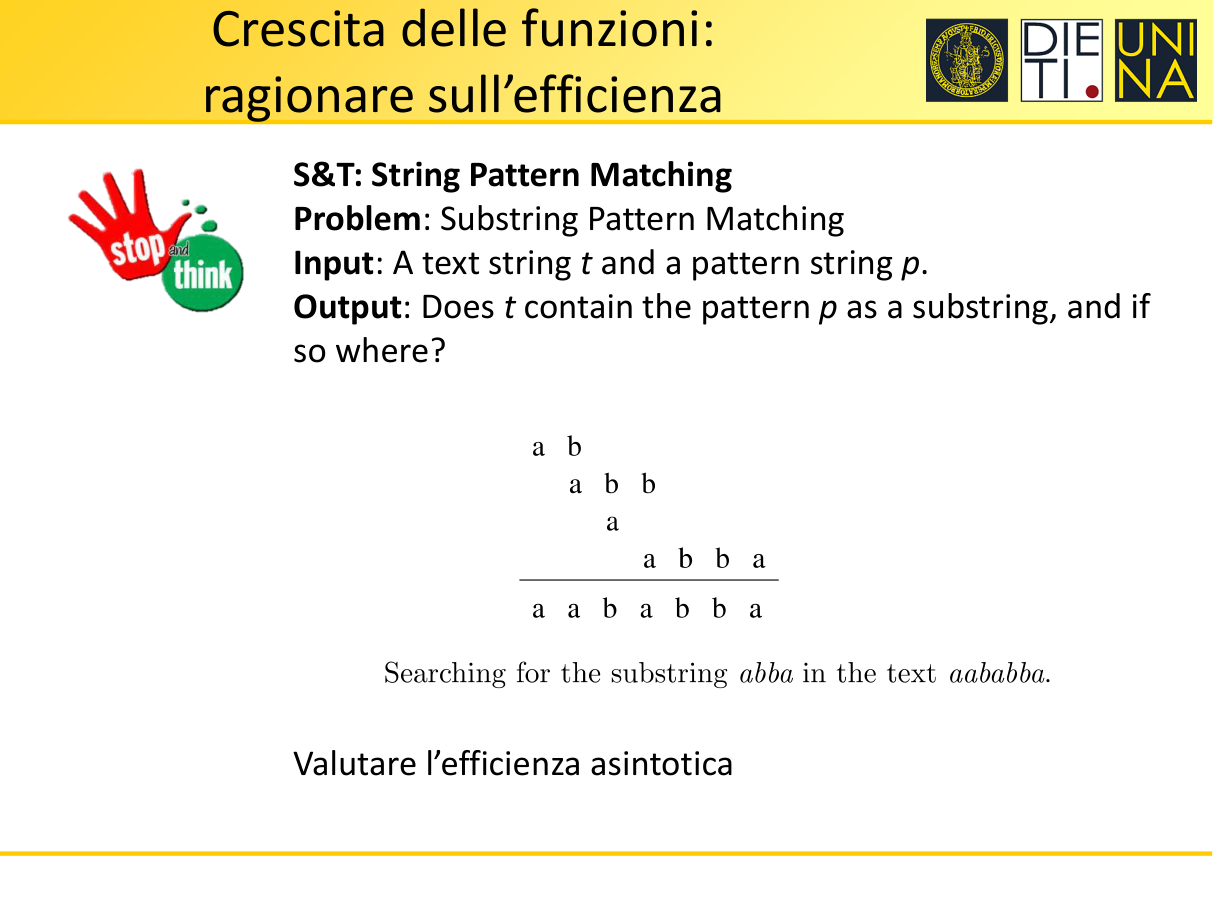 Crescita delle funzioni:
ragionare sull’efficienza
DIE
TI.
UNI
NA
stop and
think
S&T: String Pattern Matching
Problem: Substring Pattern Matching
Input: A text string t and a pattern string p.
Output: Does t contain the pattern p as a substring, and if
so where?
a b
a b b
a
a b b a
a a b a b b a
Searching for the substring abba in the text aababba.
Valutare l’efficienza asintotica